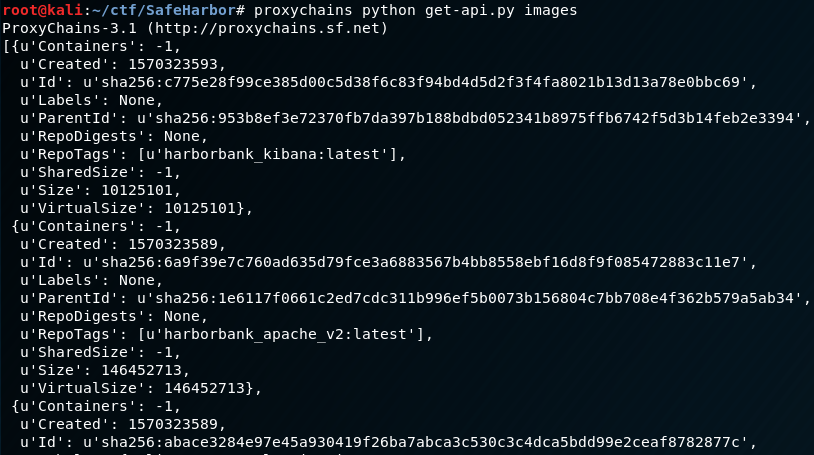 root@kali:~/ctf/SafeHarbor# proxychains python get-api.py images
ProxyChains-3.1 (http://proxychains.sf.net)
[{u'Containers': -1,
u'Created': 1570323593,
u'Id': u'sha256:c775e28f99ce385d00c5d38f6c83f94bd4d5d2f3f4fa8021b13d13a78e0bbc69',
u'Labels': None,
u'ParentId': u'sha256:953b8ef3e72370fb7da397b188bdbd052341b8975ffb6742f5d3b14feb2e3394',
u'RepoDigests': None,
u'RepoTags': [u'harborbank_kibana:latest'],
u'SharedSize': -1,
u'Size': 10125101,
u'VirtualSize': 10125101},
{u'Containers': -1,
u'Created': 1570323589,
u'Id': u'sha256:6a9f39e7c760ad635d79fce3a6883567b4bb8558ebf16d8f9f085472883c11e7',
u'Labels': None,
u'ParentId': u'sha256:1e6117f0661c2ed7cdc311b996ef5b0073b156804c7bb708e4f362b579a5ab34',
u'RepoDigests': None,
u'RepoTags': [u'harborbank_apache_v2:latest'],
u'SharedSize': -1,
u'Size': 146452713,
u'VirtualSize': 146452713},
{u'Containers': -1,
u'Created': 1570323589,
u'Id': u'sha256:abace3284e97e45a930419f26ba7abca3c530c3c4dca5bdd99e2ceaf8782877c',